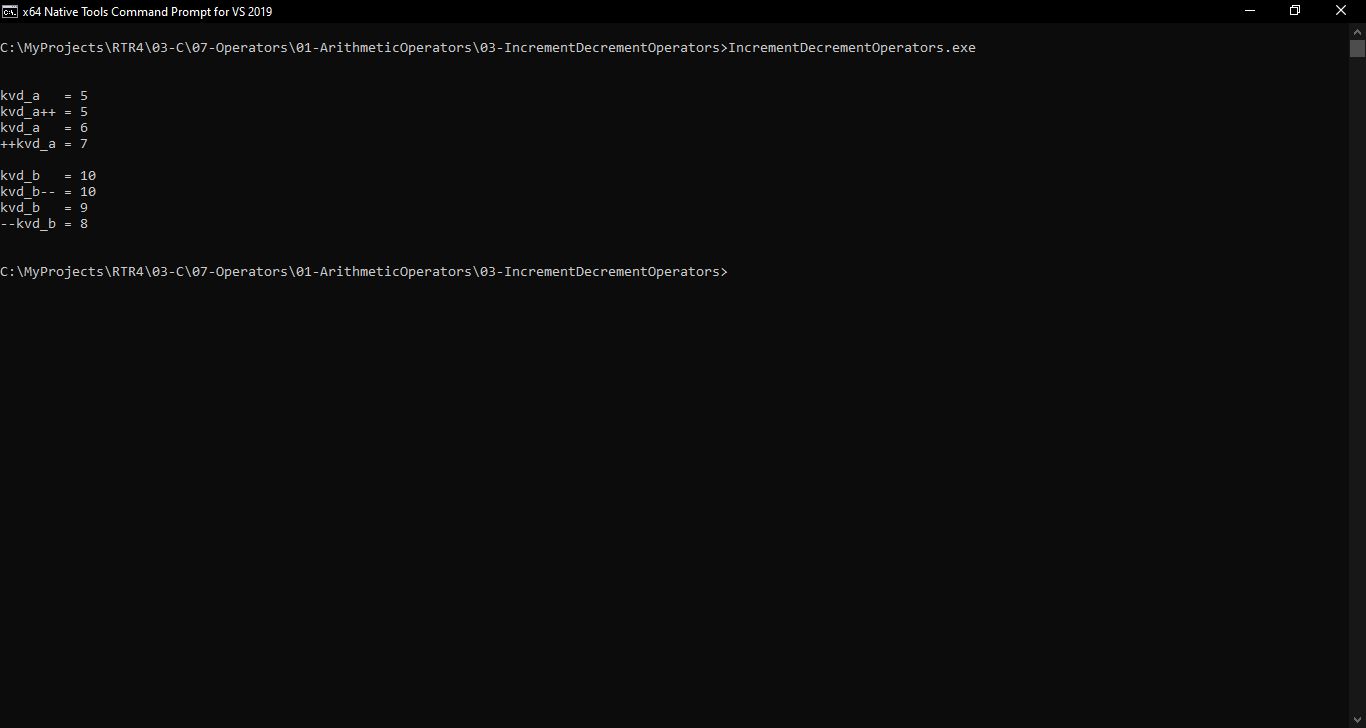 x64 Native Tools Command Prompt for VS 2019
C:\MyProjects\RTR4\03-C\07-Operators\01-ArithmeticOperators\03-IncrementDecrementOperators>IncrementDecrementOperators.exe
kvd_a   = 5
kvd_a++ = 5
kvd_a   = 6
++kvd_a = 7
kvd_b   = 10
kvd_b-- = 10
kvd_b   = 9
--kvd_b = 8
C:\MyProjects\RTR4\03-C\07-Operators\01-ArithmeticOperators\03-IncrementDecrementOperators>